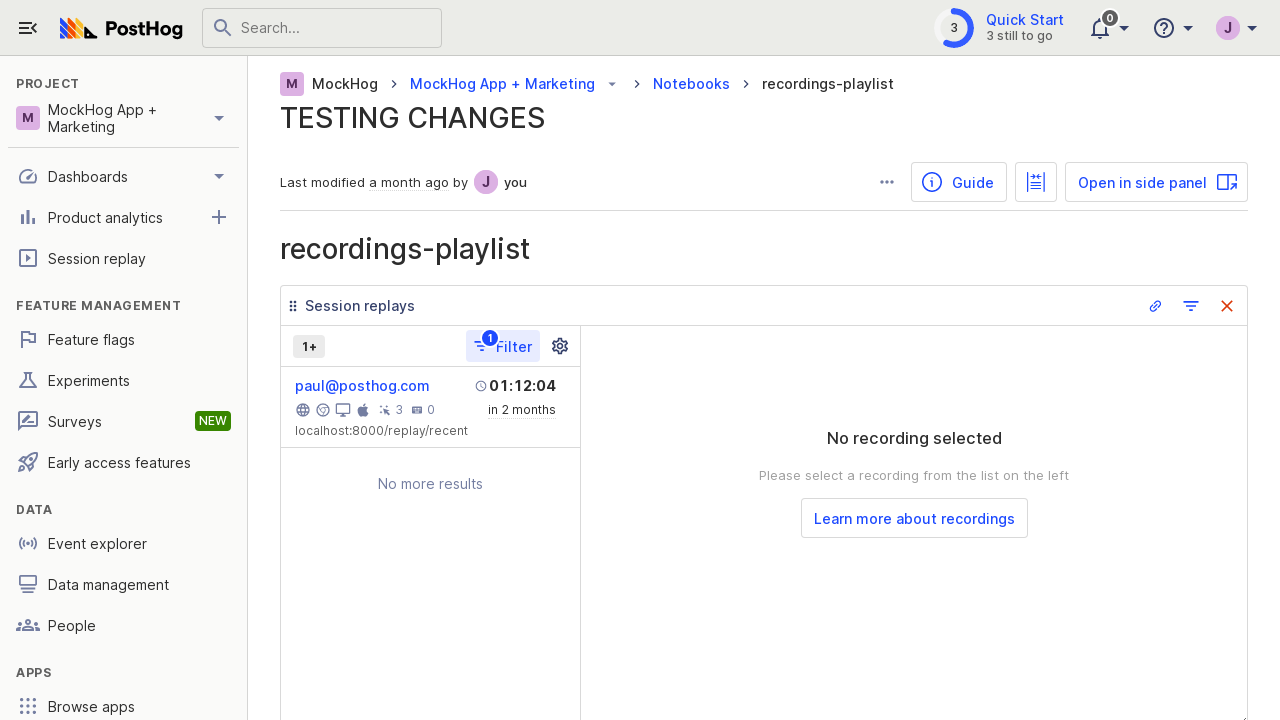 PostHog
Search...
3
Quick Start
3 still to go
0
J
PROJECT
M
MockHog App +
Marketing
Dashboards
Product analytics
Session replay
FEATURE MANAGEMENT
Feature flags
Experiments
Surveys
NEW
Early access features
DATA
Event explorer
Data management
People
APPS
Browse apps
M MockHog
MockHog App + Marketing
Notebooks
recordings-playlist
TESTING CHANGES
Last modified a month ago by J you
Guide
Open in side panel
recordings-playlist
Session replays
1+
1
Filter
paul@posthog.com
01:12:04
3
0
in 2 months
localhost:8000/replay/recent
No more results
No recording selected
Please select a recording from the list on the left
Learn more about recordings